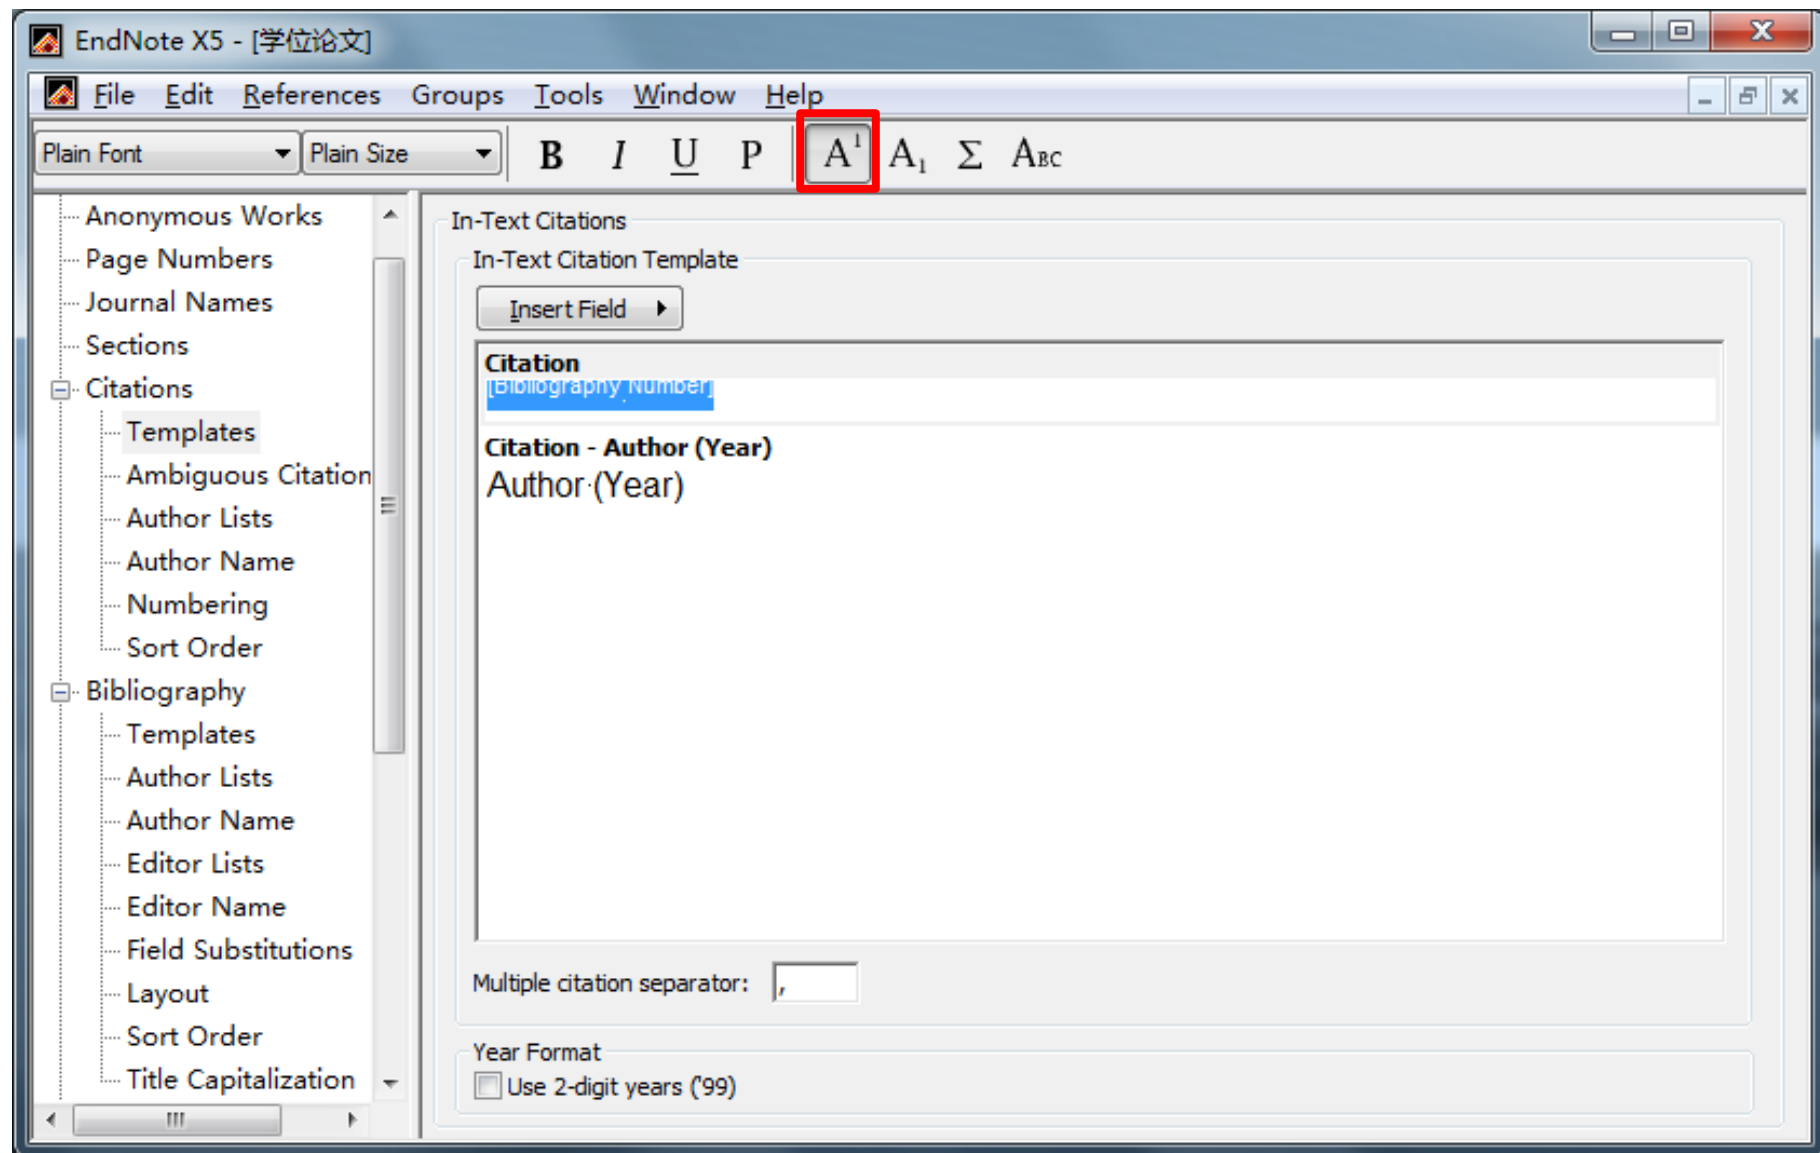 EndNote X5 - [学位论文]
File Edit References Groups Tools Window Help
Plain Font Plain Size B I U P A1 A1 Σ ABC
Anonymous Works
Page Numbers
Journal Names
Sections
Citations
Templates
Ambiguous Citation
Author Lists
Author Name
Numbering
Sort Order
Bibliography
Templates
Author Lists
Author Name
Editor Lists
Editor Name
Field Substitutions
Layout
Sort Order
Title Capitalization
In-Text Citations
In-Text Citation Template
Insert Field
Citation
[Bibliography Number]
Citation - Author (Year)
Author·(Year)
Multiple citation separator: ,
Year Format
Use 2-digit years ('99)